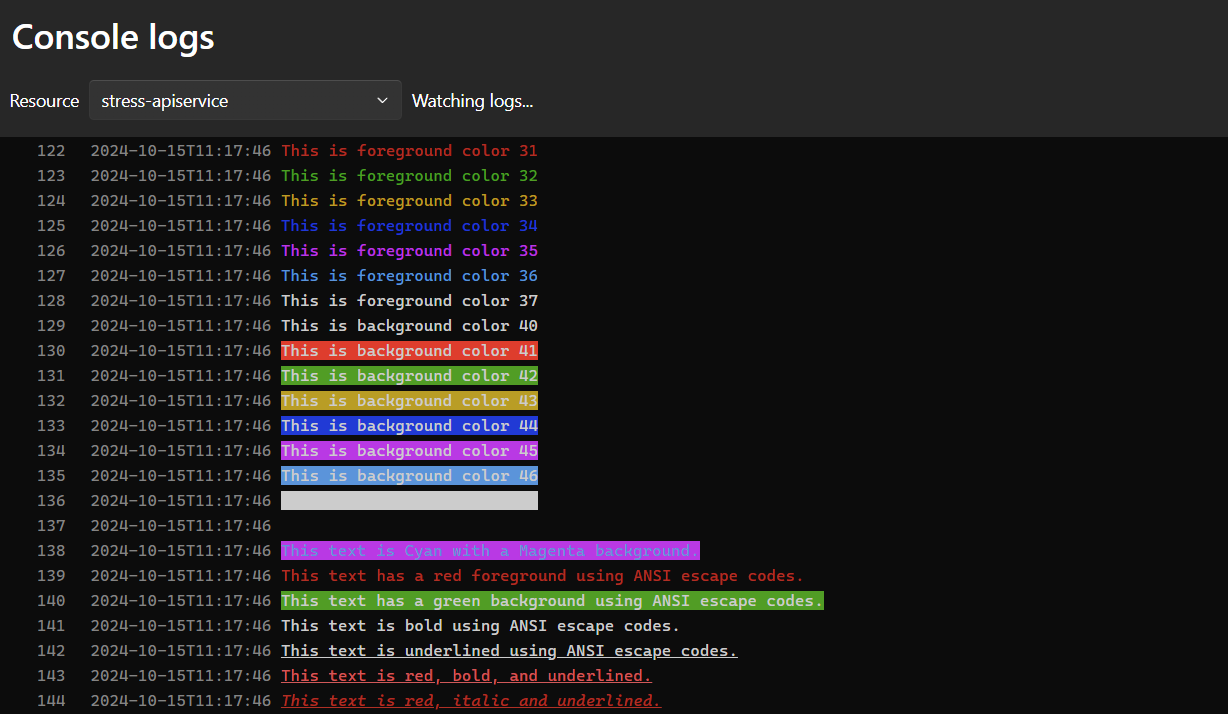 Console logs
Resource stress-apiservice Watching logs...
122 2024-10-15T11:17:46 This is foreground color 31
123 2024-10-15T11:17:46 This is foreground color 32
124 2024-10-15T11:17:46 This is foreground color 33
125 2024-10-15T11:17:46 This is foreground color 34
126 2024-10-15T11:17:46 This is foreground color 35
127 2024-10-15T11:17:46 This is foreground color 36
128 2024-10-15T11:17:46 This is foreground color 37
129 2024-10-15T11:17:46 This is background color 40
130 2024-10-15T11:17:46 This is background color 41
131 2024-10-15T11:17:46 This is background color 42
132 2024-10-15T11:17:46 This is background color 43
133 2024-10-15T11:17:46 This is background color 44
134 2024-10-15T11:17:46 This is background color 45
135 2024-10-15T11:17:46 This is background color 46
136 2024-10-15T11:17:46
137 2024-10-15T11:17:46
138 2024-10-15T11:17:46 This text is Cyan with a Magenta background.
139 2024-10-15T11:17:46 This text has a red foreground using ANSI escape codes.
140 2024-10-15T11:17:46 This text has a green background using ANSI escape codes.
141 2024-10-15T11:17:46 This text is bold using ANSI escape codes.
142 2024-10-15T11:17:46 This text is underlined using ANSI escape codes.
143 2024-10-15T11:17:46 This text is red, bold, and underlined.
144 2024-10-15T11:17:46 This text is red, italic and underlined.